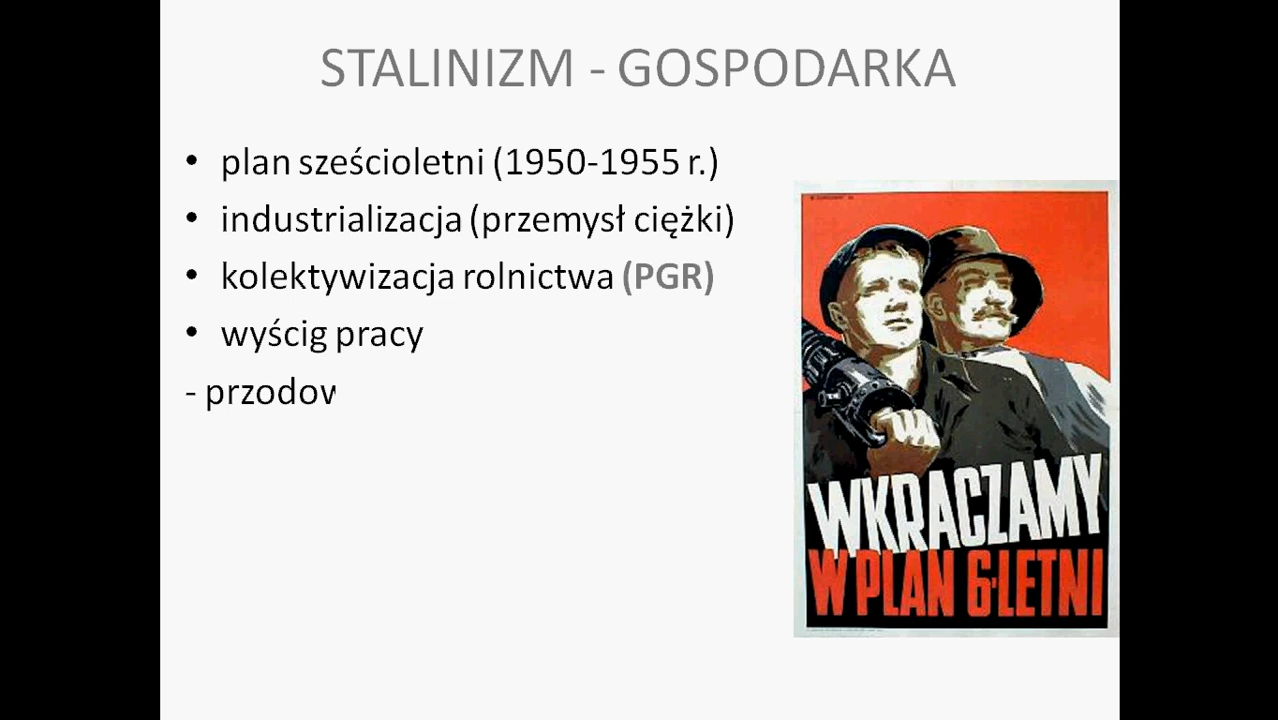 STALINIZM - GOSPODARKA
• plan sześcioletni (1950-1955 r.)
• industrializacja (przemysł ciężki)
• kolektywizacja rolnictwa (PGR)
• wyścig pracy
- przodow
WKRACZAMY
W PLAN 6-LETNI